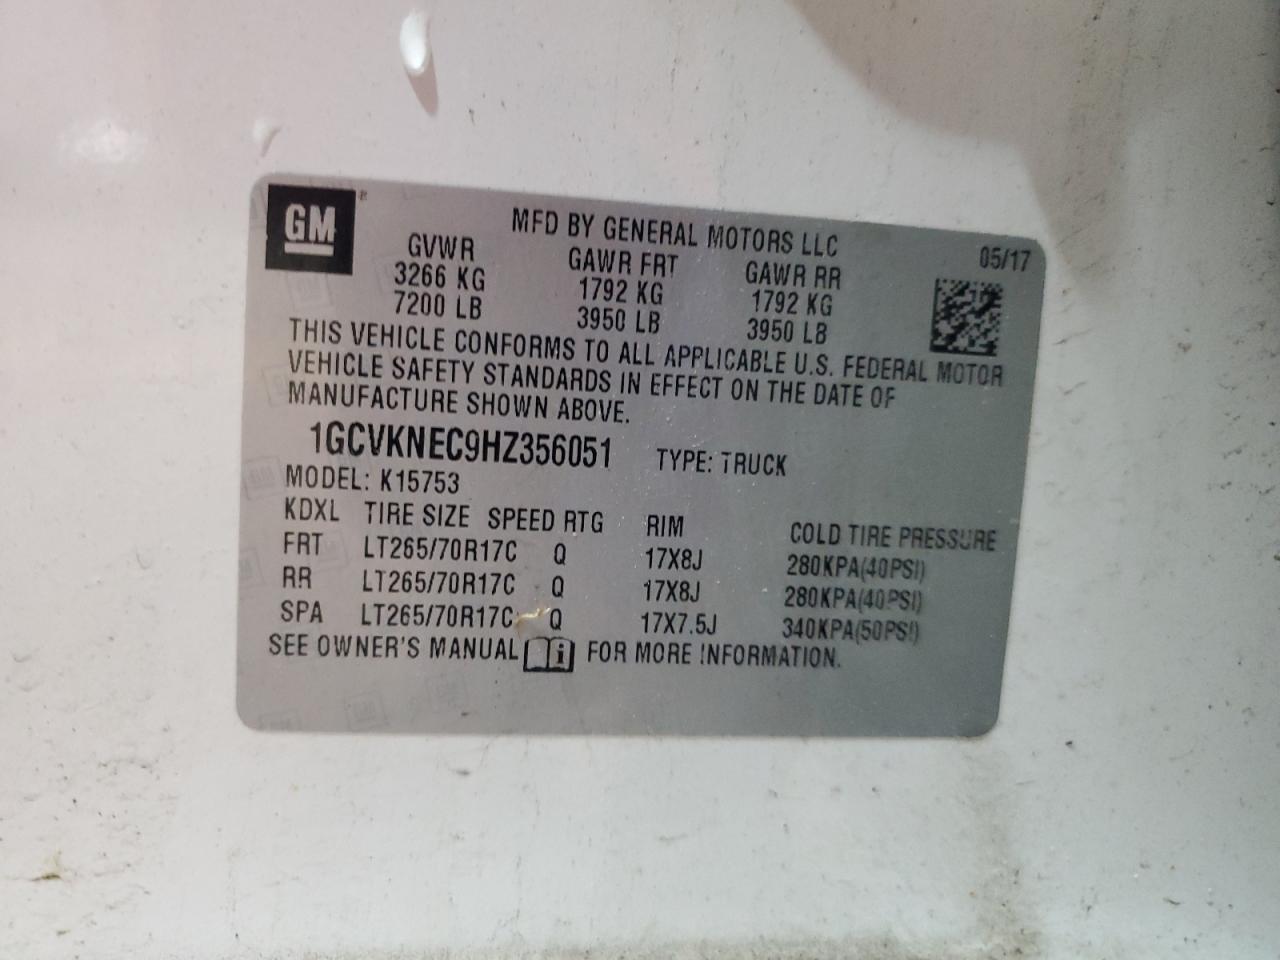 GM ®
MFD BY GENERAL MOTORS LLC
05/17
GVWR GAWR FRT GAWR RR
3266 KG 1792 KG 1792 KG
7200 LB 3950 LB 3950 LB
THIS VEHICLE CONFORMS TO ALL APPLICABLE U.S. FEDERAL MOTOR
VEHICLE SAFETY STANDARDS IN EFFECT ON THE DATE OF
MANUFACTURE SHOWN ABOVE.
1GCVKNEC9HZ356051 TYPE: TRUCK
MODEL: K15753
KDXL TIRE SIZE SPEED RTG RIM COLD TIRE PRESSURE
FRT LT265/70R17C Q 17X8J 280KPA(40PSI)
RR LT265/70R17C Q 17X8J 280KPA(40PSI)
SPA LT265/70R17C Q 17X7.5J 340KPA(50PSI)
SEE OWNER'S MANUAL i FOR MORE INFORMATION.